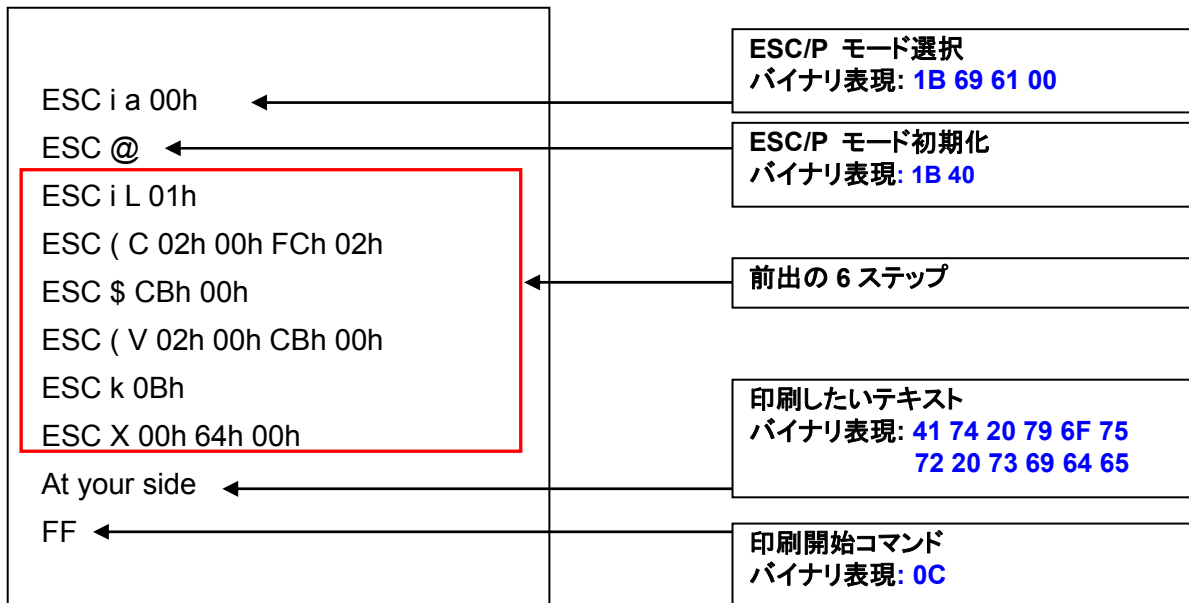 ESC i a 00h
ESC @
ESC i L 01h
ESC ( C 02h 00h FCh 02h
ESC $ CBh 00h
ESC ( V 02h 00h CBh 00h
ESC k 0Bh
ESC X 00h 64h 00h
At your side
FF
ESC/P モード選択
バイナリ表現: 1B 69 61 00
ESC/P モード初期化
バイナリ表現: 1B 40
前出の 6 ステップ
印刷したいテキスト
バイナリ表現: 41 74 20 79 6F 75
72 20 73 69 64 65
印刷開始コマンド
バイナリ表現: 0C